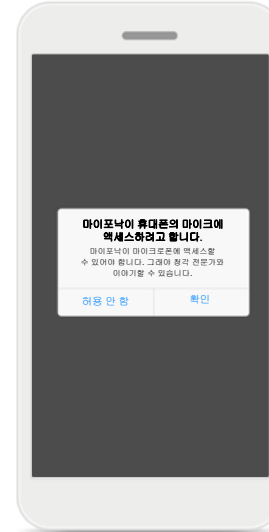 마이포낙이 휴대폰의 마이크에
액세스하려고 합니다.
마이포낙이 마이크로폰에 액세스할
수 있어야 합니다. 그래야 청각 전문가와
이야기할 수 있습니다.
허용 안 함
확인